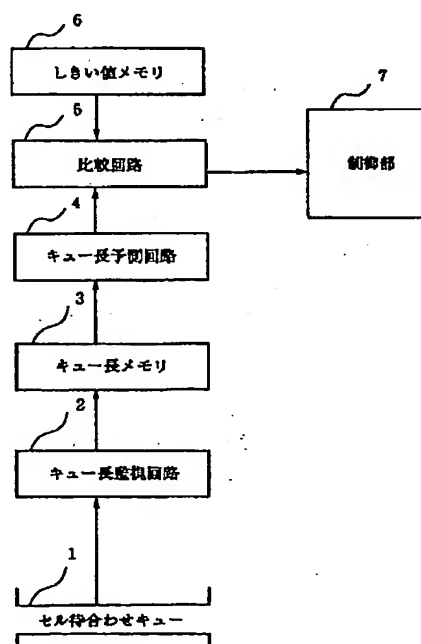 6
しきい値メモリ
5
7
比較回路
制御部
4
キュー長予測回路
3
キュー長メモリ
2
キュー長監視回路
1
セル待合わせキュー